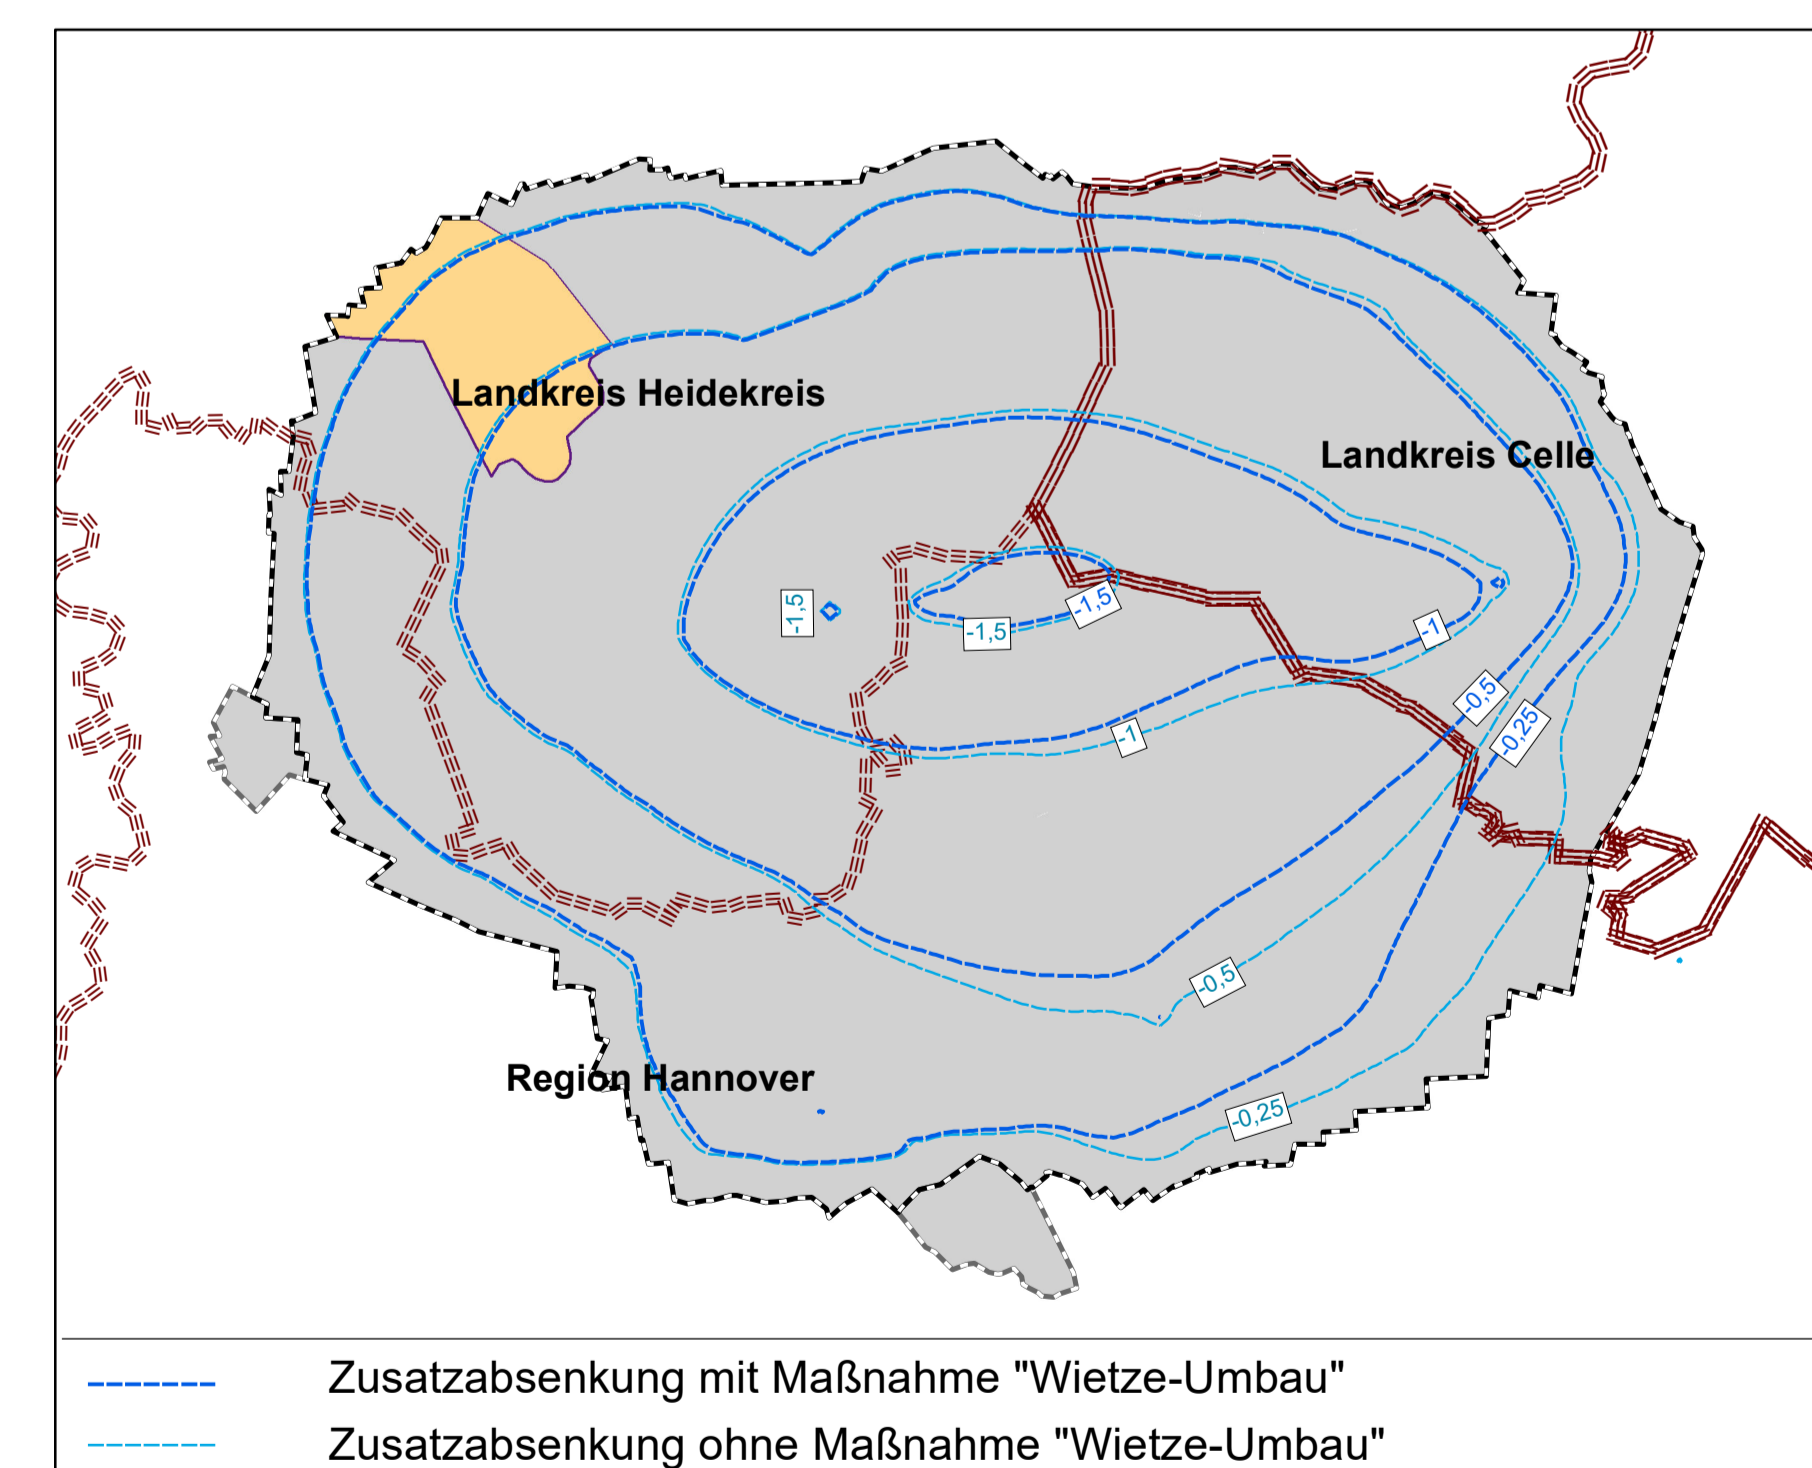 Landkreis Heidekreis
Landkreis Celle
-1,5
-1,5
-1,5
-1
-1
-0,5
-0,25
-0,5
Region Hannover
-0,25
Zusatzabsenkung mit Maßnahme "Wietze-Umbau"
Zusatzabsenkung ohne Maßnahme "Wietze-Umbau"